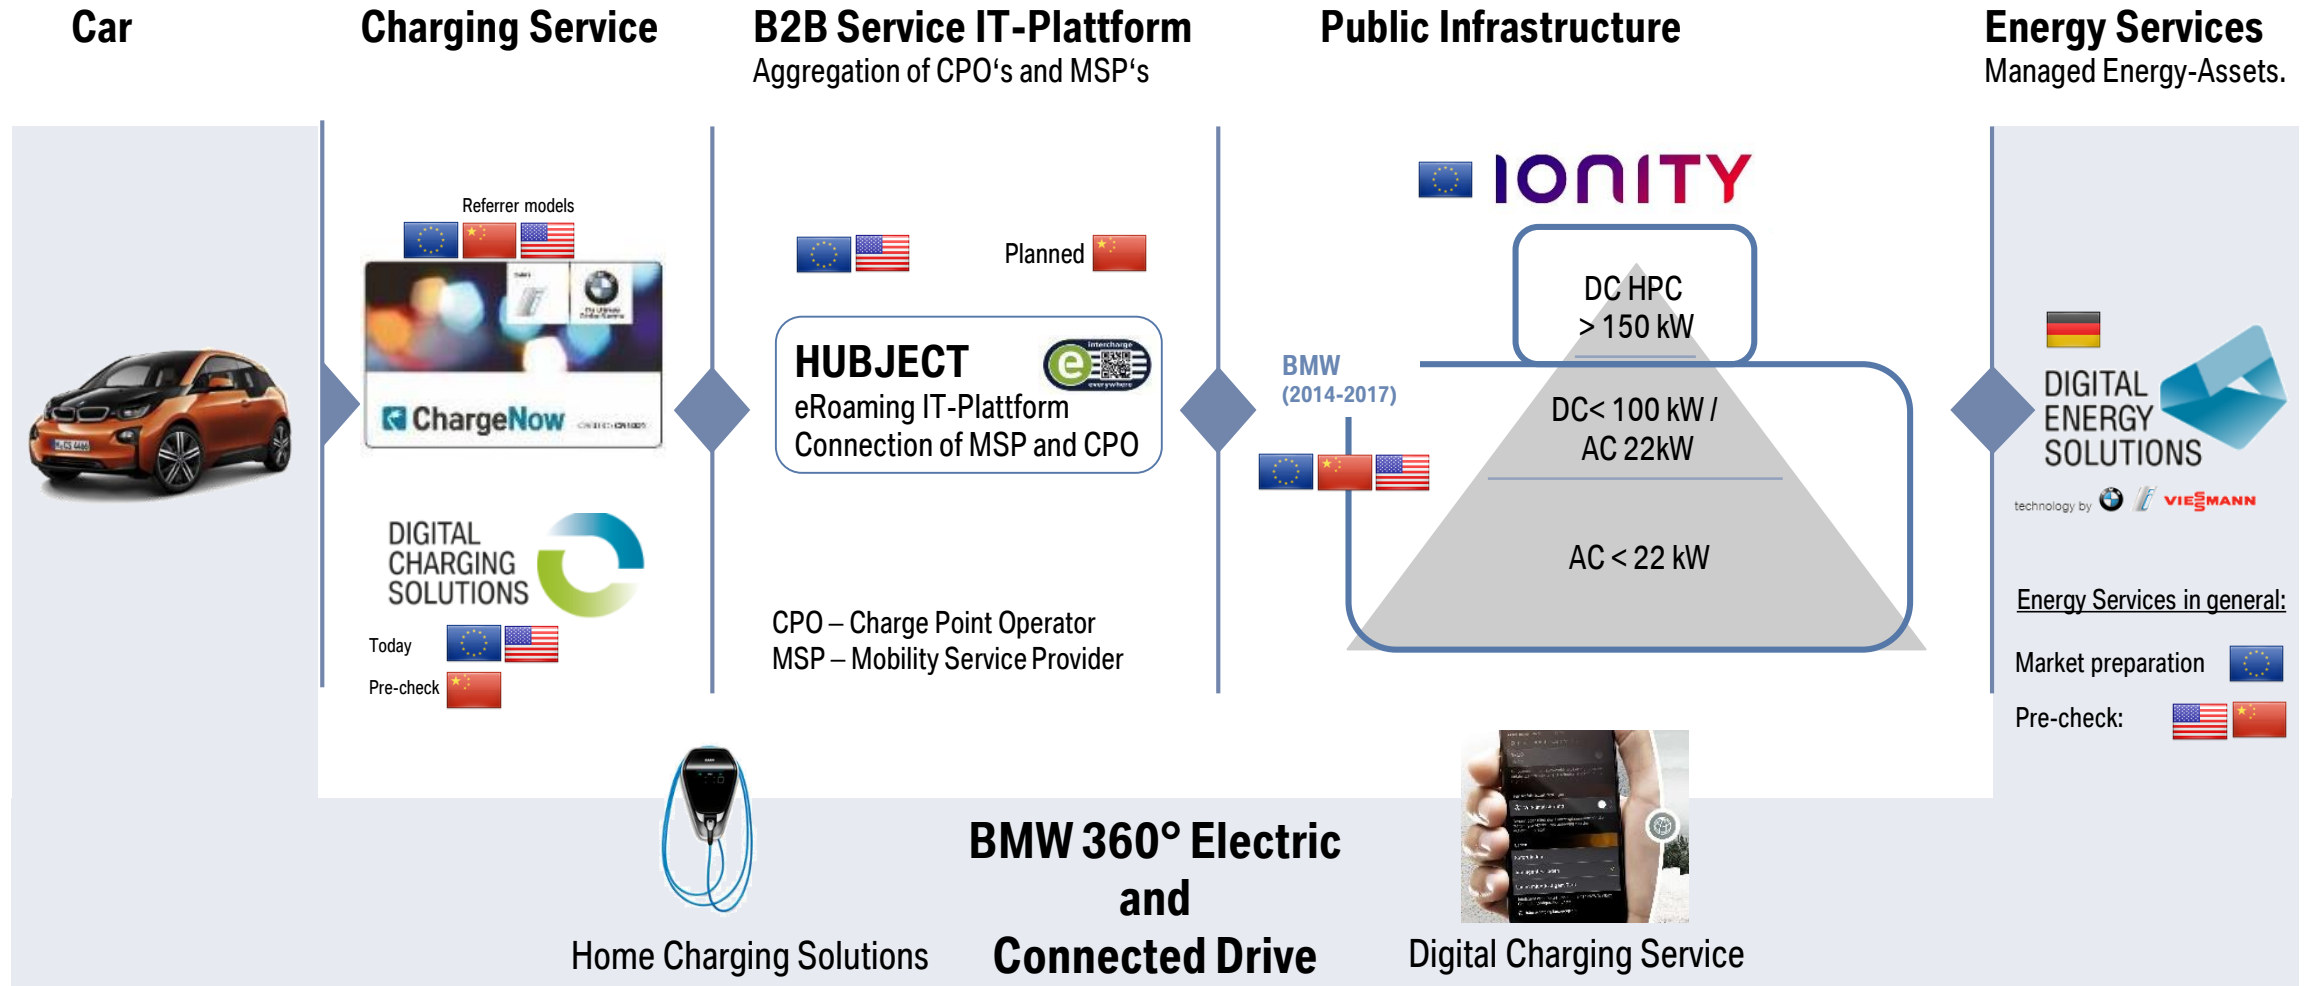 Car
Charging Service
B2B Service IT-Plattform
Aggregation of CPO‘s and MSP‘s
Public Infrastructure
Energy Services
Managed Energy-Assets.
Referrer models
ChargeNow
DIGITAL
CHARGING
SOLUTIONS
Today
Pre-check
Planned
HUBJECT
intercharge
e
everywhere
eRoaming IT-Plattform
Connection of MSP and CPO
CPO – Charge Point Operator
MSP – Mobility Service Provider
IONITY
DC HPC
> 150 kW
BMW
(2014-2017)
DC< 100 kW /
AC 22kW
AC < 22 kW
DIGITAL
ENERGY
SOLUTIONS
technology by
VIESSMANN
Energy Services in general:
Market preparation
Pre-check:
Home Charging Solutions
BMW 360° Electric
and
Connected Drive
Digital Charging Service